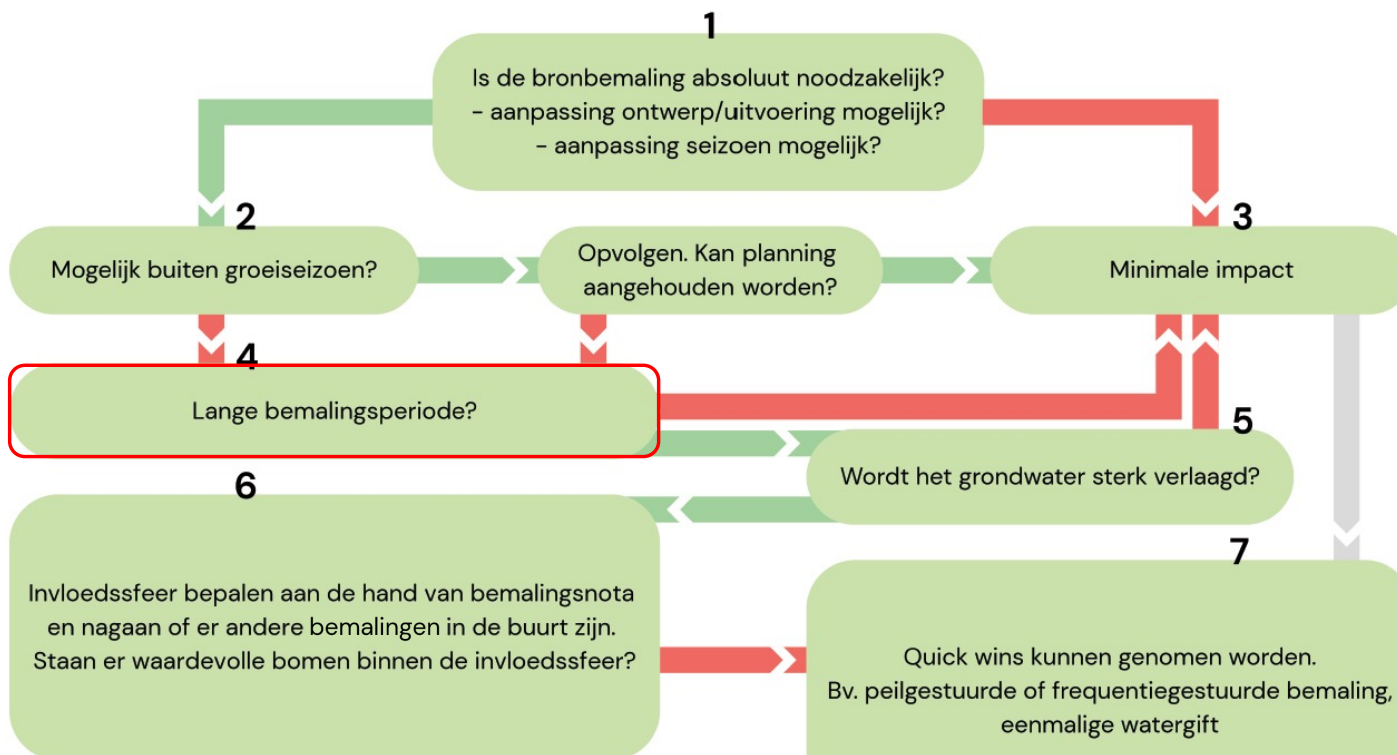 1
Is de bronbemaling absoluut noodzakelijk?
- aanpassing ontwerp/uitvoering mogelijk?
- aanpassing seizoen mogelijk?
2
Mogelijk buiten groeiseizoen?
Opvolgen. Kan planning
aangehouden worden?
3
Minimale impact
4
Lange bemalingsperiode?
5
Wordt het grondwater sterk verlaagd?
6
Invloedssfeer bepalen aan de hand van bemalingsnota
en nagaan of er andere bemalingen in de buurt zijn.
Staan er waardevolle bomen binnen de invloedssfeer?
7
Quick wins kunnen genomen worden.
Bv. peilgestuurde of frequentiegestuurde bemaling,
eenmalige watergift